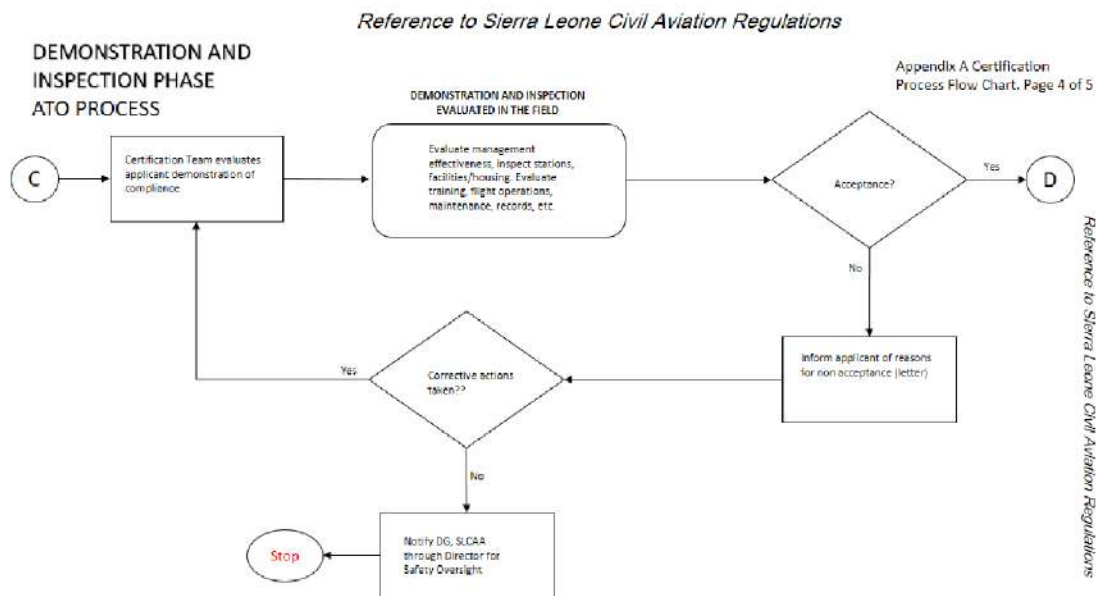 Reference to Sierra Leone Civil Aviation Regulations
DEMONSTRATION AND
INSPECTION PHASE
ATO PROCESS
Appendix A Certification
Process Flow Chart. Page 4 of 5
DEMONSTRATION AND INSPECTION
EVALUATED IN THE FIELD
C
Certification Team evaluates
applicant demonstration of
compliance
Evaluate management
effectiveness, inspect stations,
facilities/housing. Evaluate
training, flight operations,
maintenance, records, etc.
Acceptance?
Yes
D
No
Inform applicant of reasons
for non acceptance (letter)
Corrective actions
taken??
Yes
No
Notify DG, SLCAA
through Director for
Safety Oversight
Stop
Reference to Sierra Leone Civil Aviation Regulations